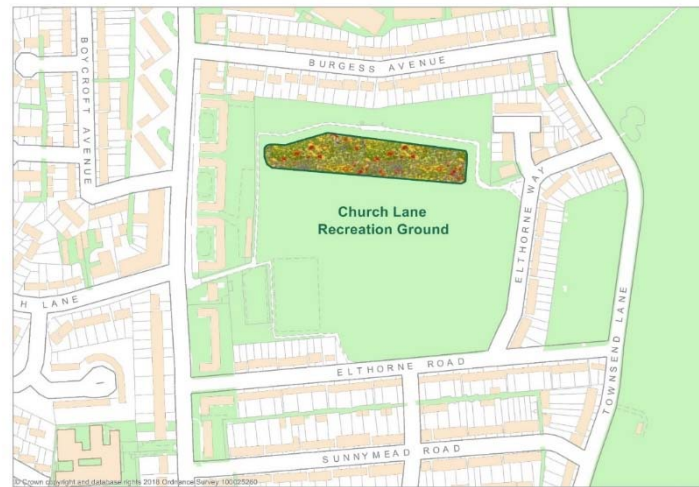 BOYCROFT AVENUE
BURGESS AVENUE
Church Lane
Recreation Ground
ELTHORNE WAY
H LANE
TOWNSEND LANE
ELTHORNE ROAD
SUNNYMEAD ROAD
© Crown copyright and database rights 2018 Ordnance Survey 100025260